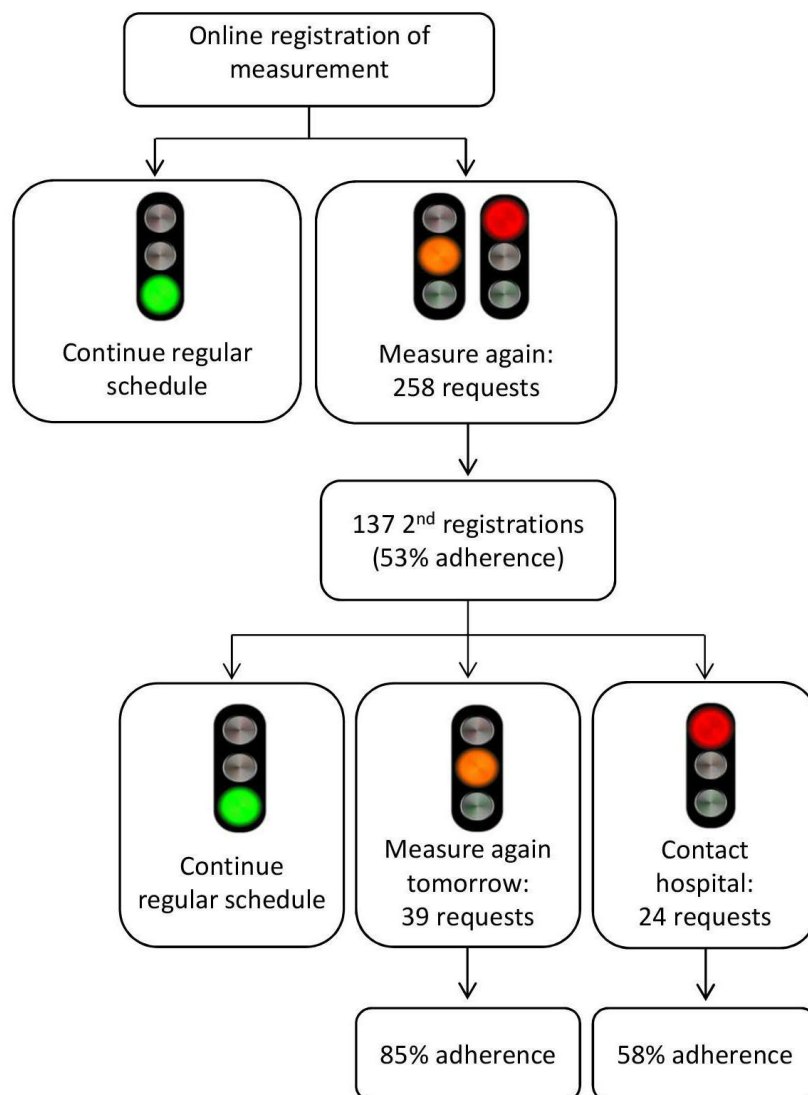 Online registration of
measurement
Continue regular
schedule
Measure again:
258 requests
137 2nd registrations
(53% adherence)
Continue
regular schedule
Measure again
tomorrow:
39 requests
Contact
hospital:
24 requests
85% adherence
58% adherence